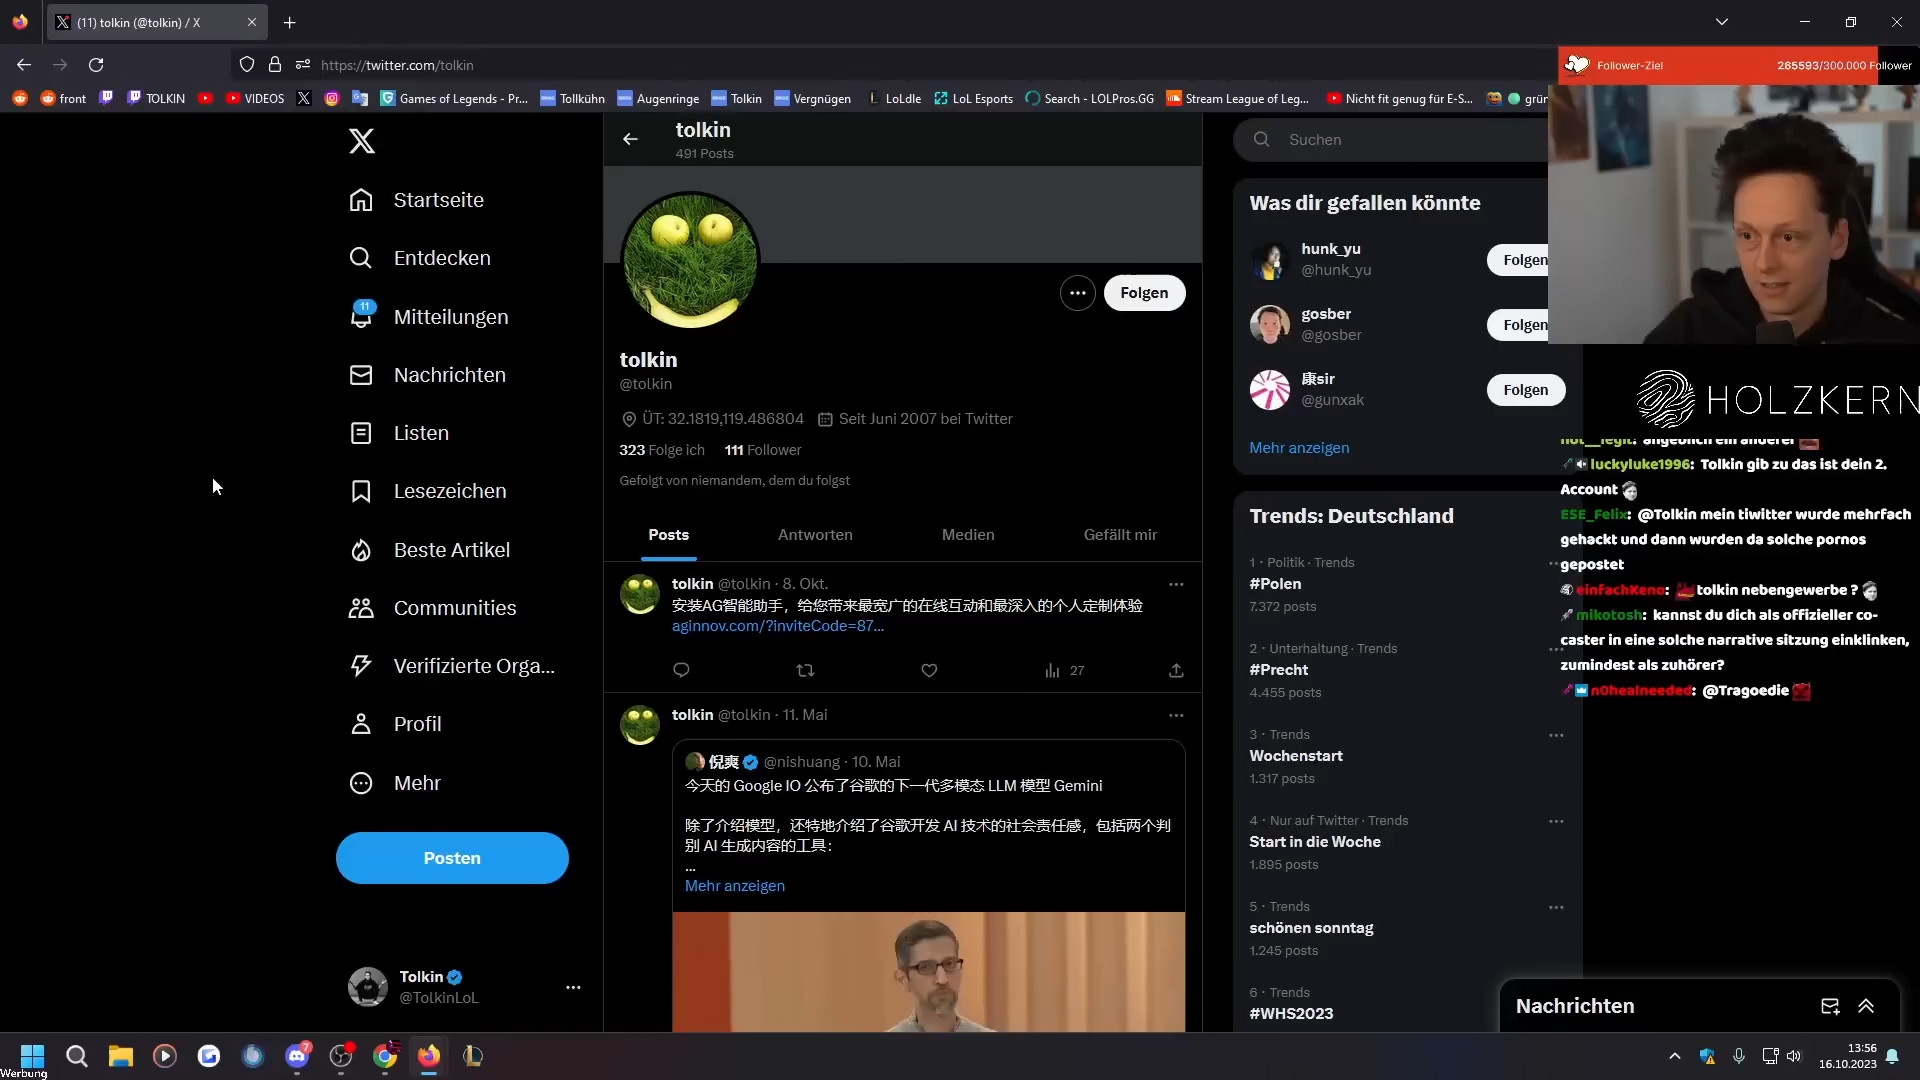 (11) tolkin (@tolkin) / X
https://twitter.com/tolkin
front
TOLKIN
VIDEOS
Games of Legends - Pr...
Tollkühn
Augenringe
Tolkin
Vergnügen
LoLdle
LoL Esports
Search - LOLPros.GG
Stream League of Leg...
Nicht fit genug für E-S...
grün
Follower-Ziel
265593/300.000 Follower
Startseite
Entdecken
11
Mitteilungen
Nachrichten
Listen
Lesezeichen
Beste Artikel
Communities
Verifizierte Orga...
Profil
Mehr
Posten
Tolkin
@TolkinLoL
tolkin
491 Posts
Folgen
tolkin
@tolkin
ÜT: 32.1819,119.486804
Seit Juni 2007 bei Twitter
323 Folge ich
111 Follower
Gefolgt von niemandem, dem du folgst
Posts
Antworten
Medien
Gefällt mir
tolkin @tolkin · 8. Okt.
安装AG智能助手，给您带来最宽广的在线互动和最深入的个人定制体验
aginnov.com/?inviteCode=87...
27
tolkin @tolkin · 11. Mai
倪爽 @nishuang · 10. Mai
今天的 Google IO 公布了谷歌的下一代多模态 LLM 模型 Gemini
除了介绍模型，还特地介绍了谷歌开发 AI 技术的社会责任感，包括两个判
别 AI 生成内容的工具：
...
Mehr anzeigen
Suchen
Was dir gefallen könnte
hunk_yu
@hunk_yu
Folgen
gosber
@gosber
Folgen
康sir
@gunxak
Folgen
Mehr anzeigen
Trends: Deutschland
1 · Politik · Trends
#Polen
7.372 posts
2 · Unterhaltung · Trends
#Precht
4.455 posts
3 · Trends
Wochenstart
1.317 posts
4 · Nur auf Twitter · Trends
Start in die Woche
1.895 posts
5 · Trends
schönen sonntag
1.245 posts
6 · Trends
#WHS2023
HOLZKERN
not__legit: angeblich ein anderer
luckyluke1996: Tolkin gib zu das ist dein 2.
Account
ESE_Felix: @Tolkin mein tiwitter wurde mehrfach
gehackt und dann wurden da solche pornos
gepostet
einfachKeno: tolkin nebengewerbe ?
mikotosh: kannst du dich als offizieller co-
caster in eine solche narrative sitzung einklinken,
zumindest als zuhörer?
n0healneeded: @Tragoedie
Nachrichten
Werbung
7
13:56
16.10.2023